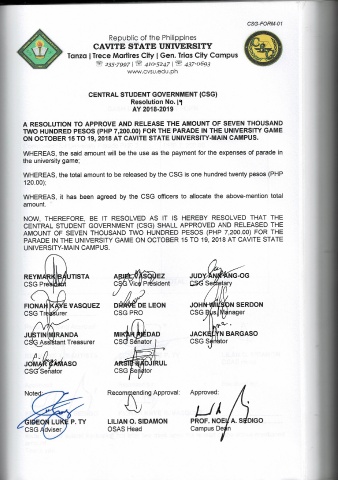 CSG-FORM-01
Republic of the Philippines
CAVITE STATE UNIVERSITY
Tanza | Trece Martires City | Gen. Trias City Campus
☏ 235-7997 | ☏ 410-5247 | ☏ 437-0693
www.cvsu.edu.ph
CENTRAL STUDENT GOVERNMENT (CSG)
Resolution No. 19
AY 2018-2019
A RESOLUTION TO APPROVE AND RELEASE THE AMOUNT OF SEVEN THOUSAND
TWO HUNDRED PESOS (PHP 7,200.00) FOR THE PARADE IN THE UNIVERSITY GAME
ON OCTOBER 15 TO 19, 2018 AT CAVITE STATE UNIVERSITY-MAIN CAMPUS.
WHEREAS, the said amount will be the use as the payment for the expenses of parade in
the university game;
WHEREAS, the total amount to be released by the CSG is one hundred twenty pesos (PHP
120.00);
WHEREAS, it has been agreed by the CSG officers to allocate the above-mention total
amount.
NOW, THEREFORE, BE IT RESOLVED AS IT IS HEREBY RESOLVED THAT THE
CENTRAL STUDENT GOVERNMENT (CSG) SHALL APPROVED AND RELEASED THE
AMOUNT OF SEVEN THOUSAND TWO HUNDRED PESOS (PHP 7,200.00) FOR THE
PARADE IN THE UNIVERSITY GAME ON OCTOBER 15 TO 19, 2018 AT CAVITE STATE
UNIVERSITY-MAIN CAMPUS.
REYMARK BAUTISTA ARIEL VASQUEZ JUDY ANN ANG-OG
CSG President CSG Vice President CSG Secretary
FIONAH KAYE VASQUEZ DE LEON JOHN WILSON SERDON
CSG Treasurer CSG PRO CSG Bus. Manager
JUSTIN MIRANDA MIKAH PIEDAD JACKELYN BARGASO
CSG Assistant Treasurer CSG Senator CSG Senator
JOMAR CAMASO HADJIRUL
CSG Senator CSG Senator
Noted: Recommending Approval: Approved:
GIDEON LUKE P. TY LILIAN O. SIDAMON PROF. NOEL A. SEDIGO
CSG Adviser OSAS Head Campus Dean